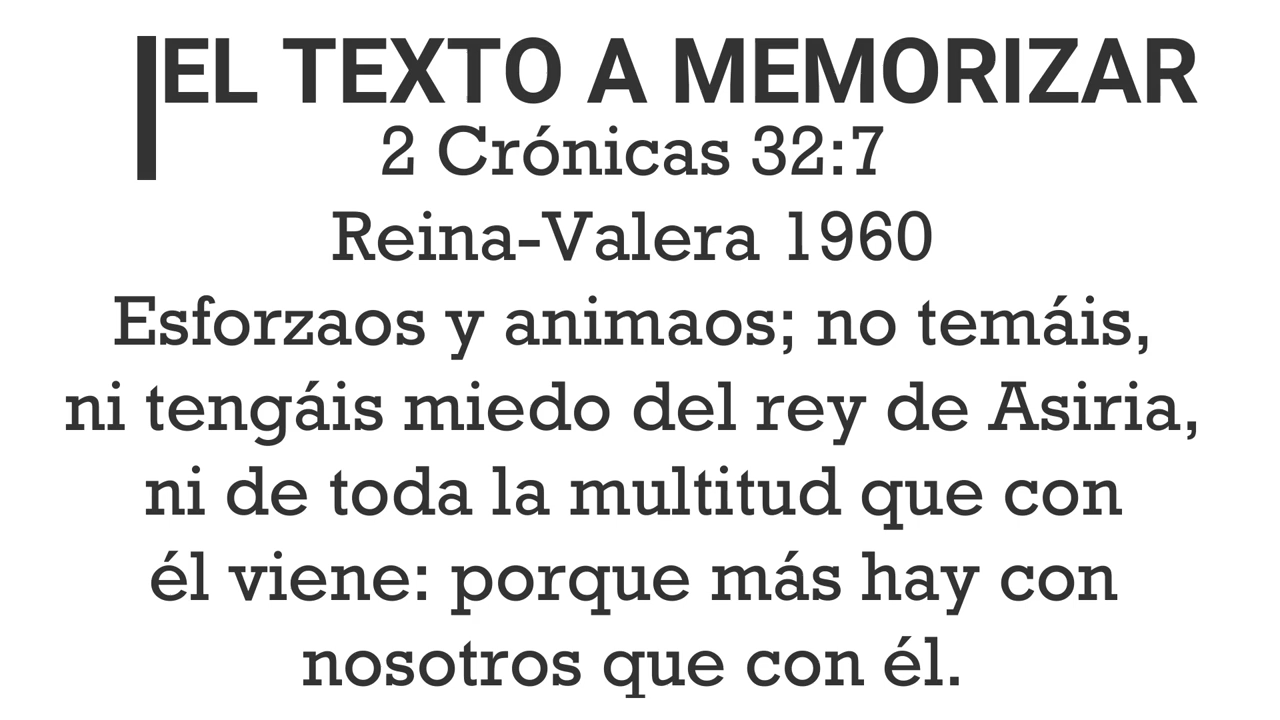 EL TEXTO A MEMORIZAR
2 Crónicas 32:7
Reina-Valera 1960
Esforzaos y animaos; no temáis,
ni tengáis miedo del rey de Asiria,
ni de toda la multitud que con
él viene: porque más hay con
nosotros que con él.